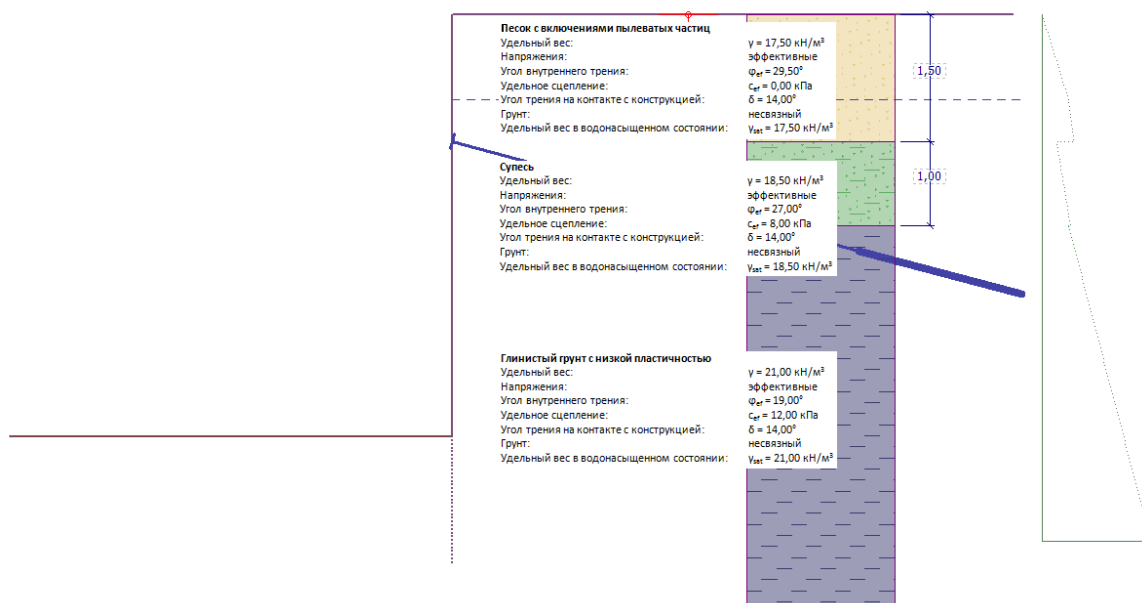 Песок с включениями пылеватых частиц
Удельный вес: γ = 17,50 кН/м³
Напряжения: эффективные
Угол внутреннего трения: φef = 29,50°
Удельное сцепление: cef = 0,00 кПа
Угол трения на контакте с конструкцией: δ = 14,00°
Грунт: несвязный
Удельный вес в водонасыщенном состоянии: γsat = 17,50 кН/м³
1,50
Супесь
Удельный вес: γ = 18,50 кН/м³
Напряжения: эффективные
Угол внутреннего трения: φef = 27,00°
Удельное сцепление: cef = 8,00 кПа
Угол трения на контакте с конструкцией: δ = 14,00°
Грунт: несвязный
Удельный вес в водонасыщенном состоянии: γsat = 18,50 кН/м³
1,00
Глинистый грунт с низкой пластичностью
Удельный вес: γ = 21,00 кН/м³
Напряжения: эффективные
Угол внутреннего трения: φef = 19,00°
Удельное сцепление: cef = 12,00 кПа
Угол трения на контакте с конструкцией: δ = 14,00°
Грунт: несвязный
Удельный вес в водонасыщенном состоянии: γsat = 21,00 кН/м³